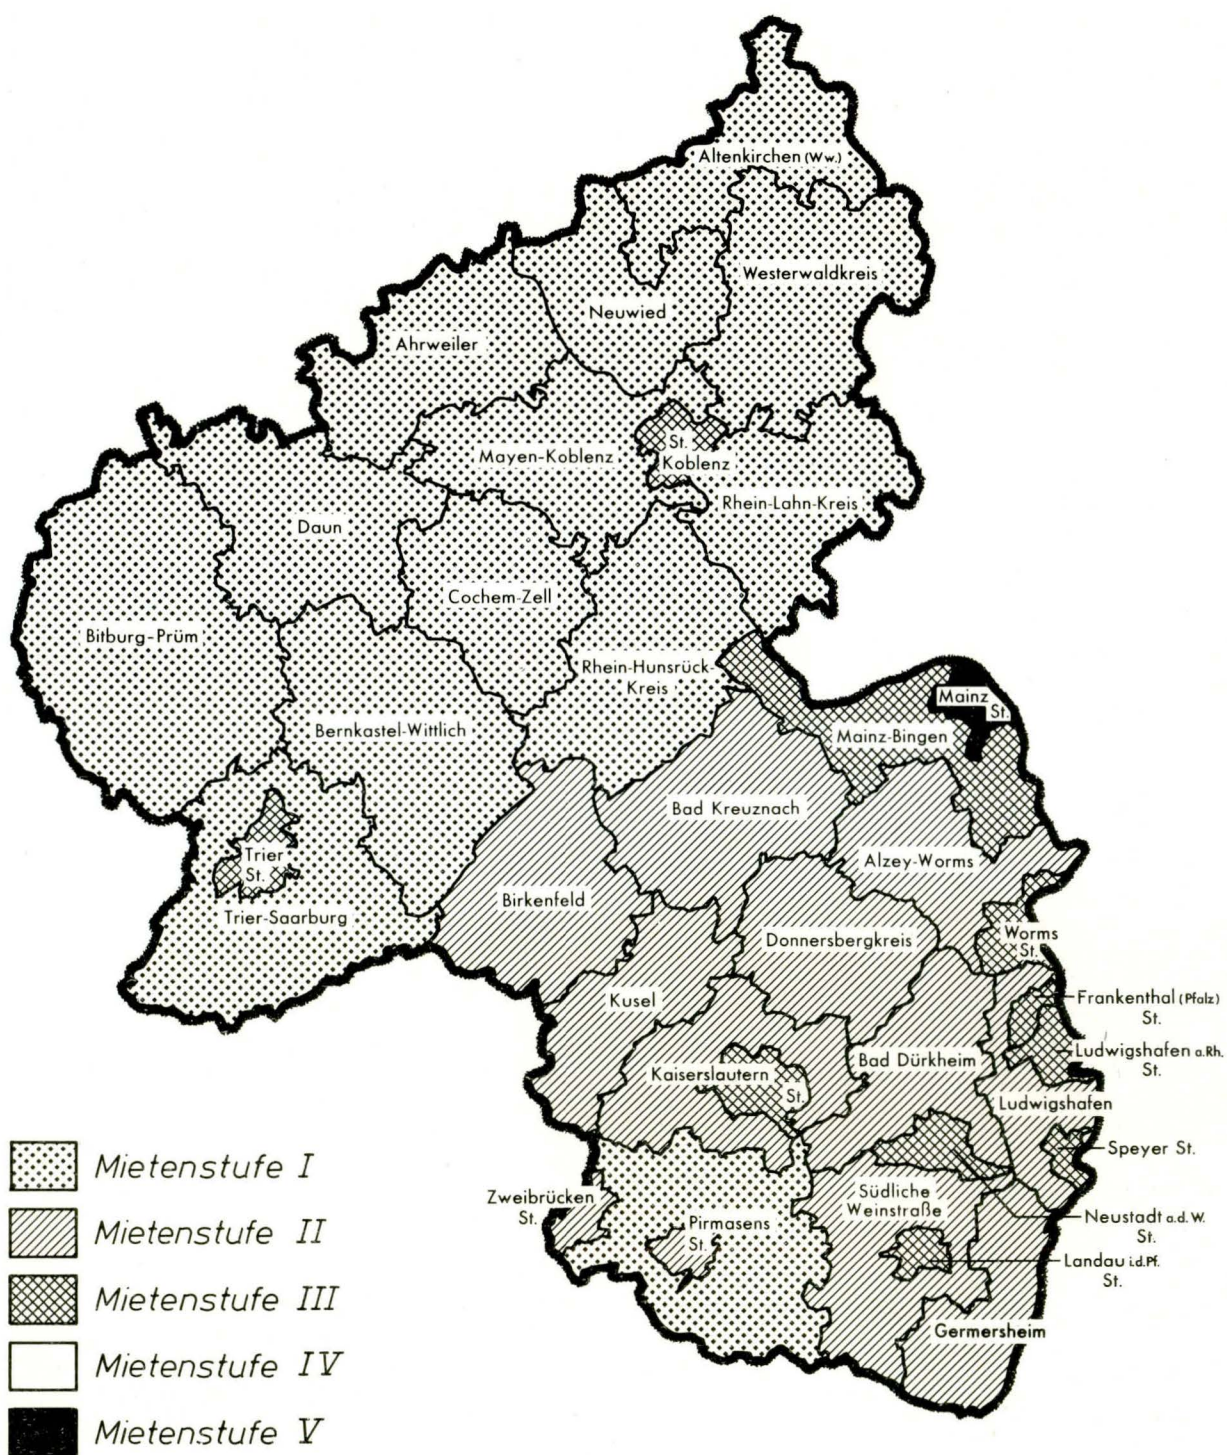 Altenkirchen (Ww.)
Westerwaldkreis
Neuwied
Ahrweiler
St.
Koblenz
Mayen-Koblenz
Rhein-Lahn-Kreis
Daun
Cochem-Zell
Bitburg-Prüm
Rhein-Hunsrück-
Kreis
Mainz
St.
Bernkastel-Wittlich
Mainz-Bingen
Bad Kreuznach
Trier
St.
Alzey-Worms
Birkenfeld
Trier-Saarburg
Worms
St.
Donnersbergkreis
Kusel
Frankenthal (Pfalz)
St.
Ludwigshafen a.Rh.
St.
Bad Dürkheim
Kaiserslautern
St.
Ludwigshafen
Speyer St.
Südliche
Weinstraße
Zweibrücken
St.
Pirmasens
St.
Neustadt a.d.W.
St.
Landau i.d.Pf.
St.
Germersheim
Mietenstufe I
Mietenstufe II
Mietenstufe III
Mietenstufe IV
Mietenstufe V